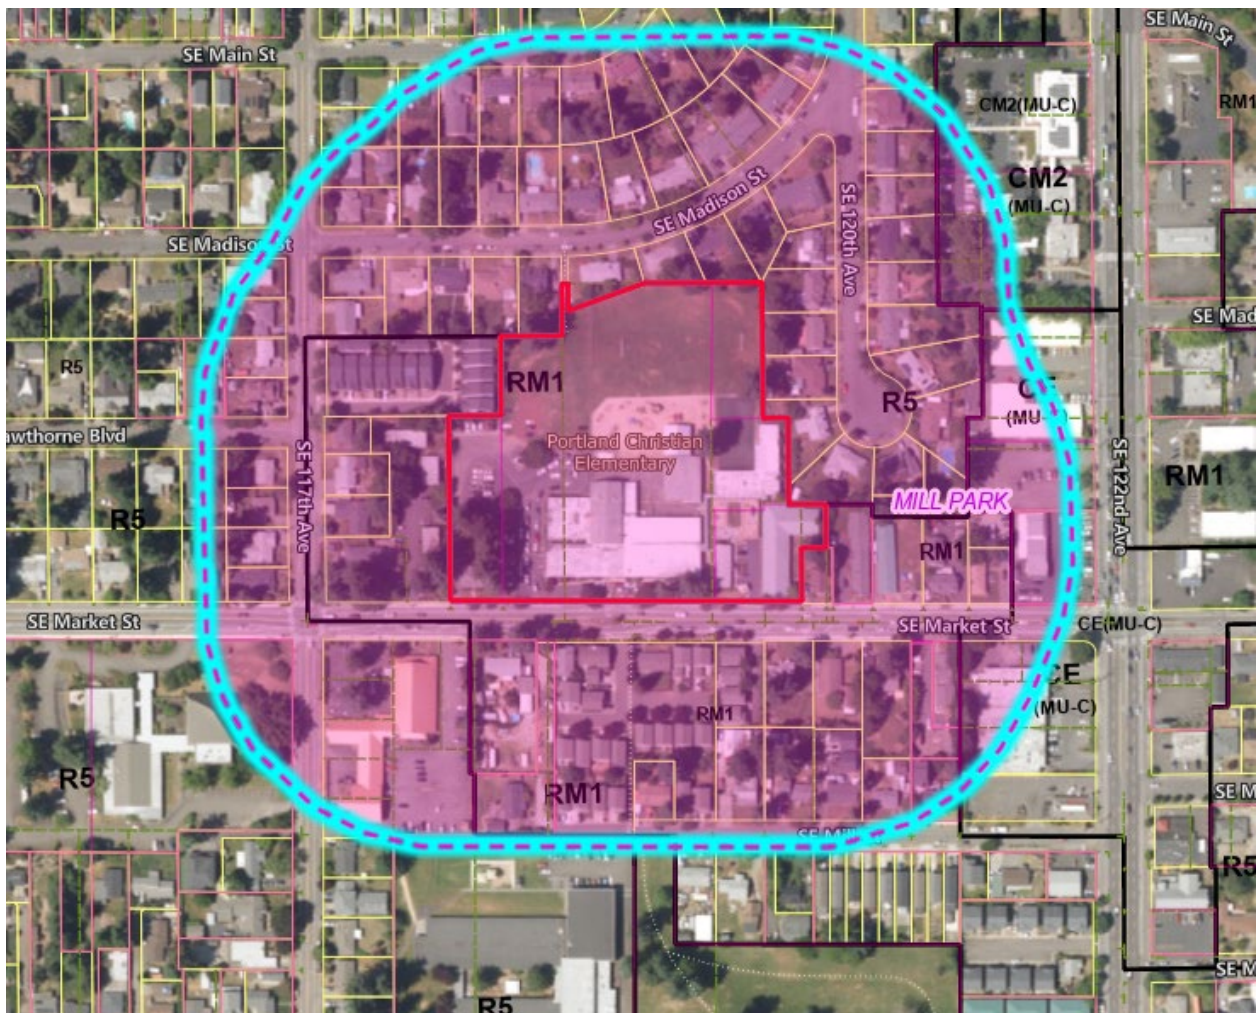 SE Main St
SE Main St
CM2(MU-C)
RM1
CM2
(MU-C)
SE Madison St
SE 120th Ave
SE Madison St
SE Mad
R5
RM1
R5
(MU-C)
awthorne Blvd
SE 117th Ave
Portland Christian
Elementary
SE 122nd Ave
RM1
MILL PARK
R5
RM1
SE Market St
SE Market St
CE(MU-C)
CE
(MU-C)
RM1
R5
RM1
SE M
SE Mill
R5
R5
SE M